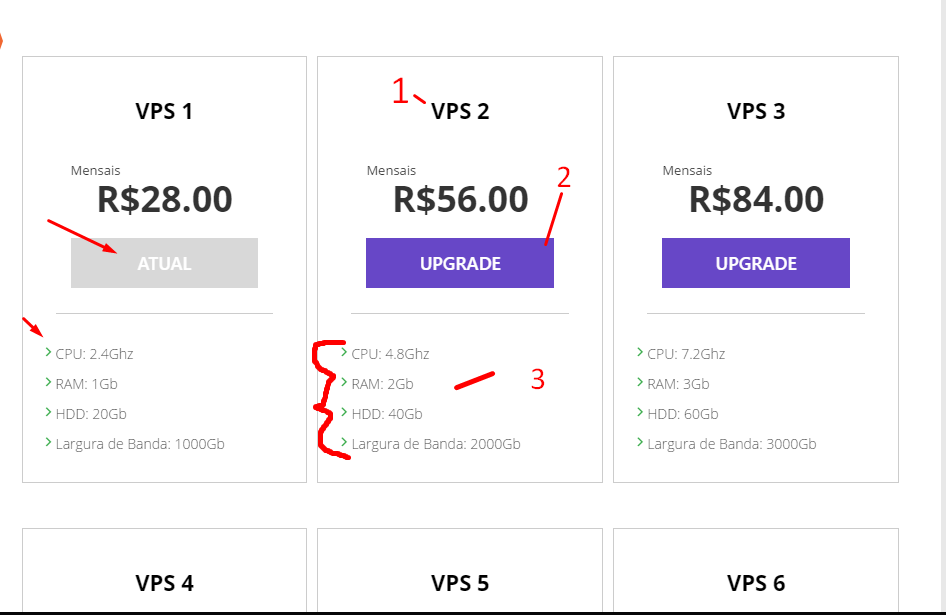 VPS 1
Mensais
R$28.00
ATUAL
CPU: 2.4Ghz
RAM: 1Gb
HDD: 20Gb
Largura de Banda: 1000Gb
1
VPS 2
Mensais
R$56.00
2
UPGRADE
CPU: 4.8Ghz
RAM: 2Gb
3
HDD: 40Gb
Largura de Banda: 2000Gb
VPS 3
Mensais
R$84.00
UPGRADE
CPU: 7.2Ghz
RAM: 3Gb
HDD: 60Gb
Largura de Banda: 3000Gb
VPS 4
VPS 5
VPS 6